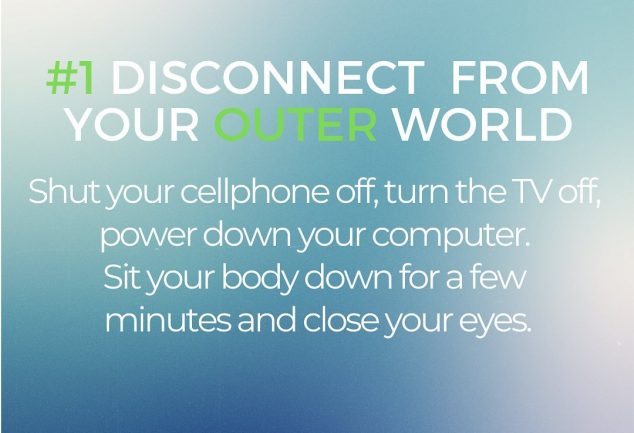 #1 DISCONNECT FROM
YOUR OUTER WORLD
Shut your cellphone off, turn the TV off,
power down your computer.
Sit your body down for a few
minutes and close your eyes.